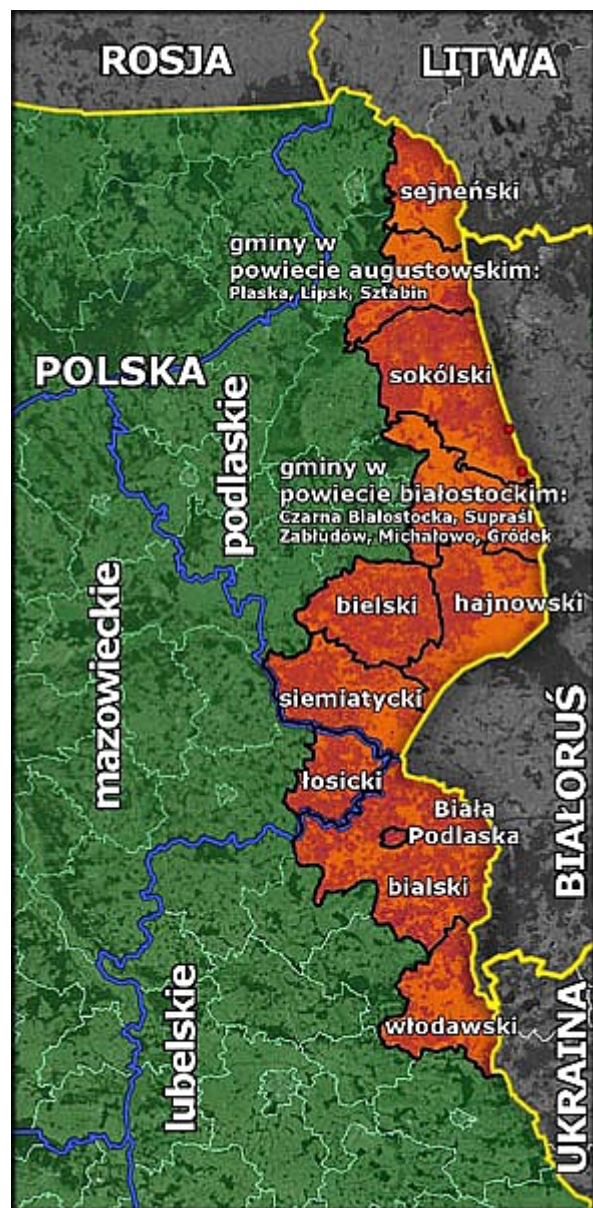 ROSJA
LITWA
sejneński
gminy w
powiecie augustowskim:
Płaska, Lipsk, Sztabin
POLSKA
sokólski
podlaskie
gminy w
powiecie białostockim:
Czarna Białostocka, Supraśl
Zabłudów, Michałowo, Gródek
mazowieckie
bielski
hajnowski
siemiatycki
BIAŁORUŚ
łosicki
Biała
Podlaska
bialski
lubelskie
włodawski
UKRAINA